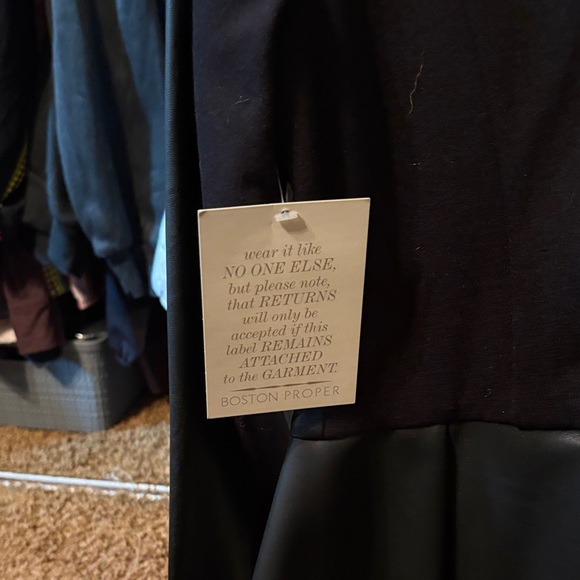 wear it like
NO ONE ELSE,
but please note,
that RETURNS
will only be
accepted if this
label REMAINS
ATTACHED
to the GARMENT.
BOSTON PROPER